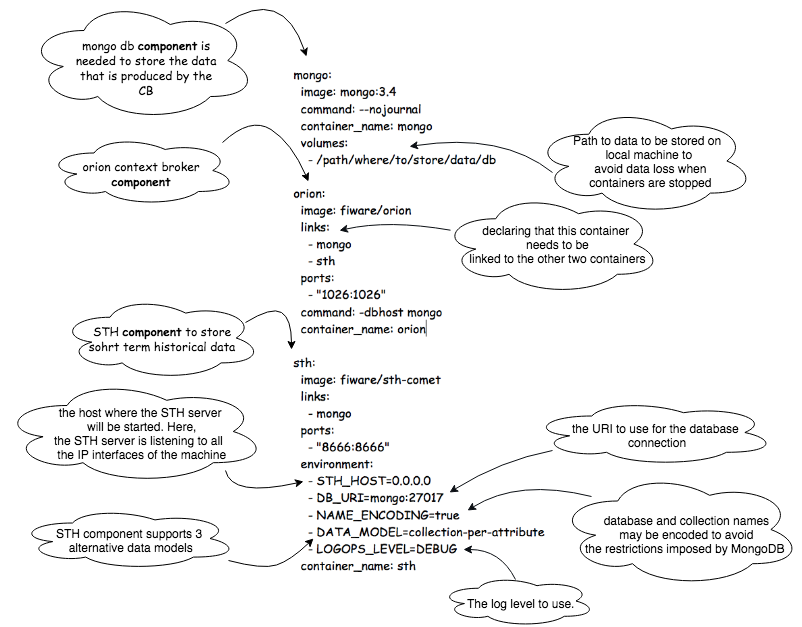 mongo db component is
needed to store the data
that is produced by the
CB
mongo:
image: mongo:3.4
command: --nojournal
container_name: mongo
volumes:
- /path/where/to/store/data/db
Path to data to be stored on
local machine to
avoid data loss when
containers are stopped
orion context broker
component
orion:
image: fiware/orion
links:
- mongo
- sth
ports:
- "1026:1026"
command: -dbhost mongo
container_name: orion
declaring that this container
needs to be
linked to the other two containers
STH component to store
sohrt term historical data
sth:
image: fiware/sth-comet
links:
- mongo
ports:
- "8666:8666"
environment:
- STH_HOST=0.0.0.0
- DB_URI=mongo:27017
- NAME_ENCODING=true
- DATA_MODEL=collection-per-attribute
- LOGOPS_LEVEL=DEBUG
container_name: sth
the host where the STH server
will be started. Here,
the STH server is listening to all
the IP interfaces of the machine
the URI to use for the database
connection
database and collection names
may be encoded to avoid
the restrictions imposed by MongoDB
STH component supports 3
alternative data models
The log level to use.